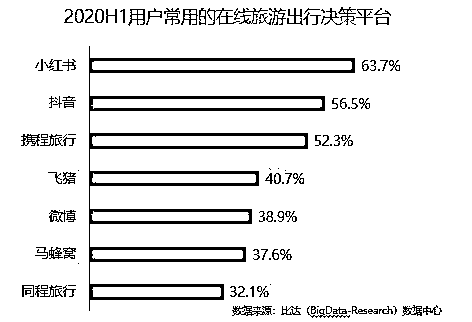 2020H1用户常用的在线旅游出行决策平台
小红书 63.7%
抖音 56.5%
携程旅行 52.3%
飞猪 40.7%
微博 38.9%
马蜂窝 37.6%
同程旅行 32.1%
数据来源：比达（BigData-Research）数据中心